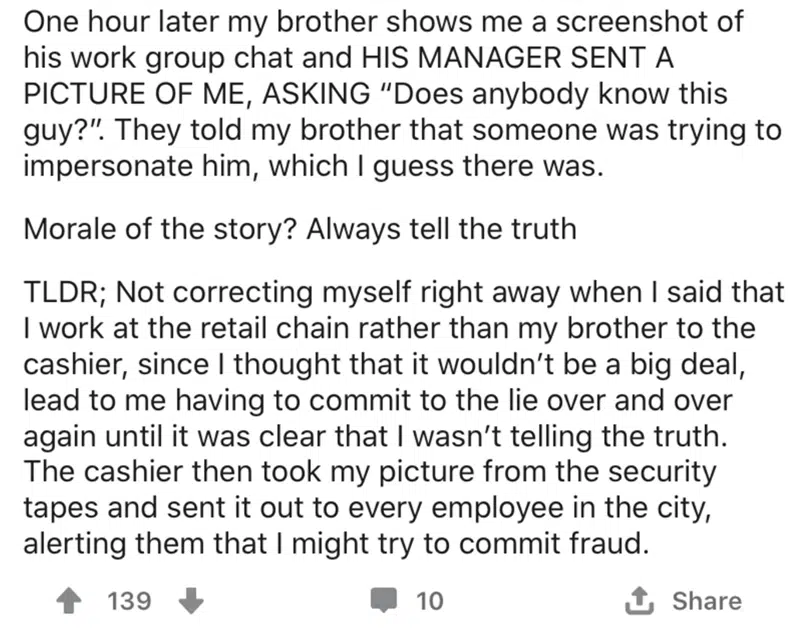 One hour later my brother shows me a screenshot of
his work group chat and HIS MANAGER SENT A
PICTURE OF ME, ASKING “Does anybody know this
guy?”. They told my brother that someone was trying to
impersonate him, which I guess there was.
Morale of the story? Always tell the truth
TLDR; Not correcting myself right away when I said that
I work at the retail chain rather than my brother to the
cashier, since I thought that it wouldn’t be a big deal,
lead to me having to commit to the lie over and over
again until it was clear that I wasn’t telling the truth.
The cashier then took my picture from the security
tapes and sent it out to every employee in the city,
alerting them that I might try to commit fraud.
139 10 Share